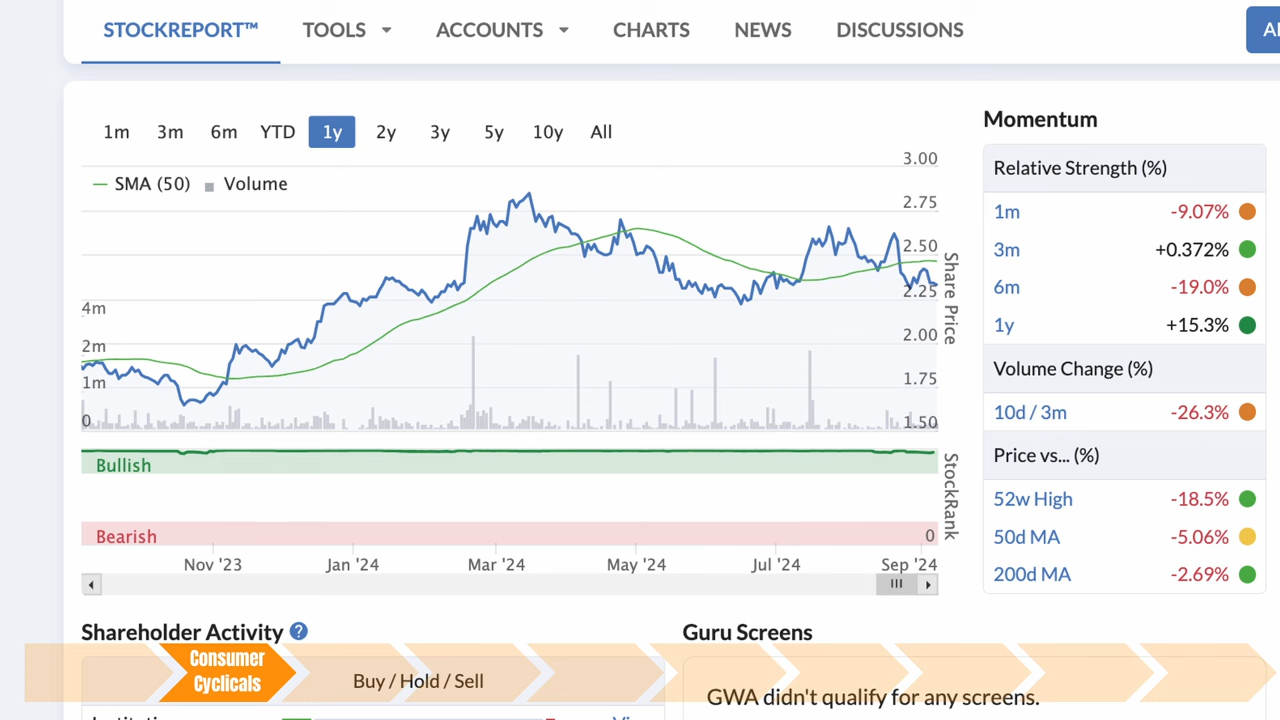 STOCKREPORT™ TOOLS ACCOUNTS CHARTS NEWS DISCUSSIONS
1m 3m 6m YTD 1y 2y 3y 5y 10y All
SMA (50) Volume
3.00
2.75
2.50
2.25
2.00
1.75
1.50
Share Price
4m
2m
1m
0
Bullish
Bearish
0
StockRank
Nov '23 Jan '24 Mar '24 May '24 Jul '24 Sep '24
Momentum
Relative Strength (%)
1m -9.07%
3m +0.372%
6m -19.0%
1y +15.3%
Volume Change (%)
10d / 3m -26.3%
Price vs... (%)
52w High -18.5%
50d MA -5.06%
200d MA -2.69%
Shareholder Activity ?
Guru Screens
Consumer
Cyclicals
Buy / Hold / Sell
GWA didn't qualify for any screens.